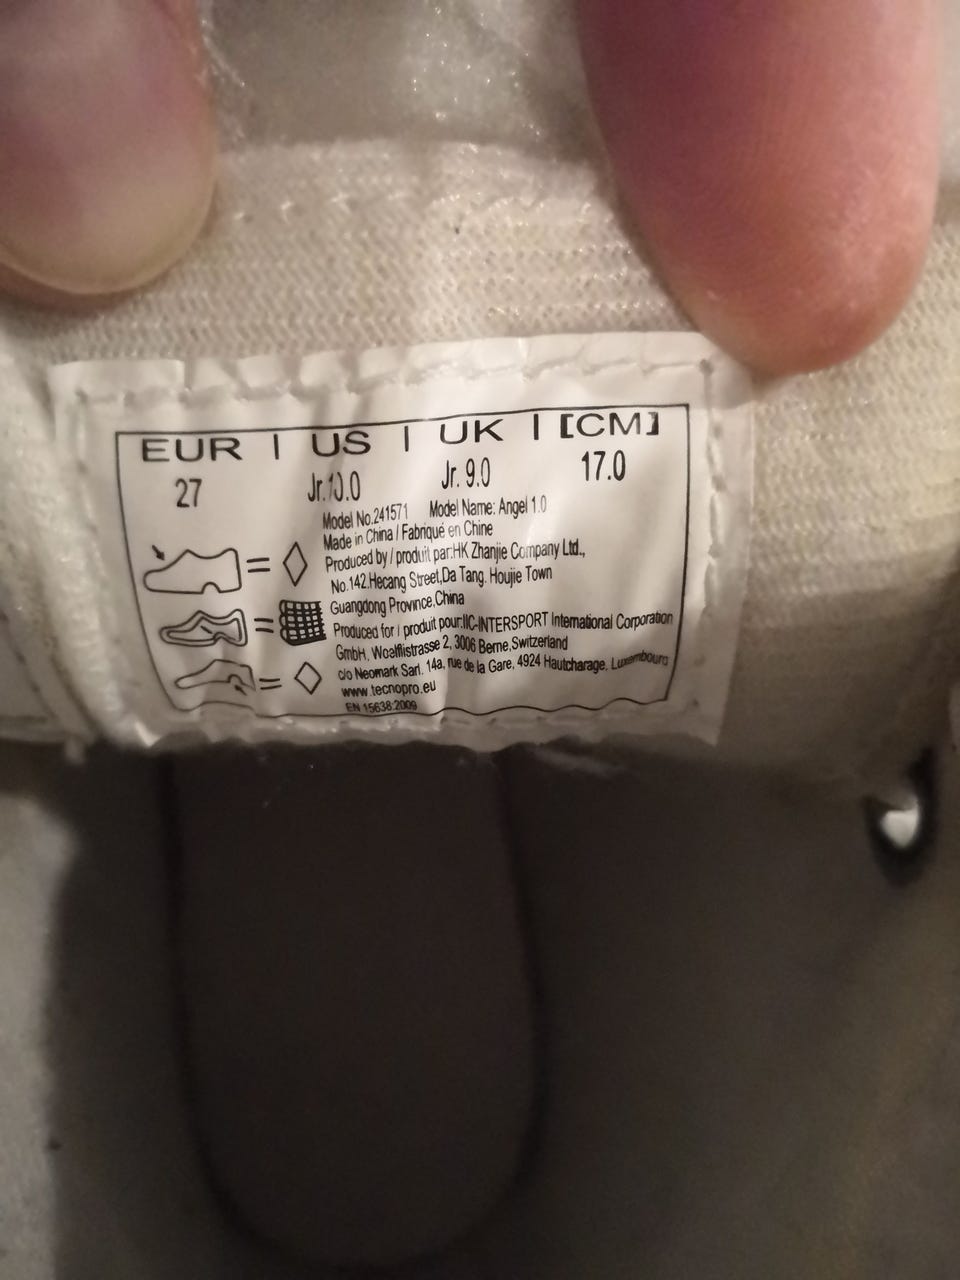 EUR | US | UK | [CM]
27 Jr.10.0 Jr. 9.0 17.0
Model No.241571 Model Name: Angel 1.0
Made in China / Fabriqué en Chine
Produced by / produit par:HK Zhanjie Company Ltd.,
No.142.Hecang Street,Da Tang. Houjie Town
Guangdong Province,China
Produced for / produit pour:IIC-INTERSPORT International Corporation
GmbH, Woelflistrasse 2, 3006 Berne,Switzerland
c/o Neomark Sarl. 14a, rue de la Gare, 4924 Hautcharage, Luxembourg
www.tecnopro.eu
EN 15638:2009